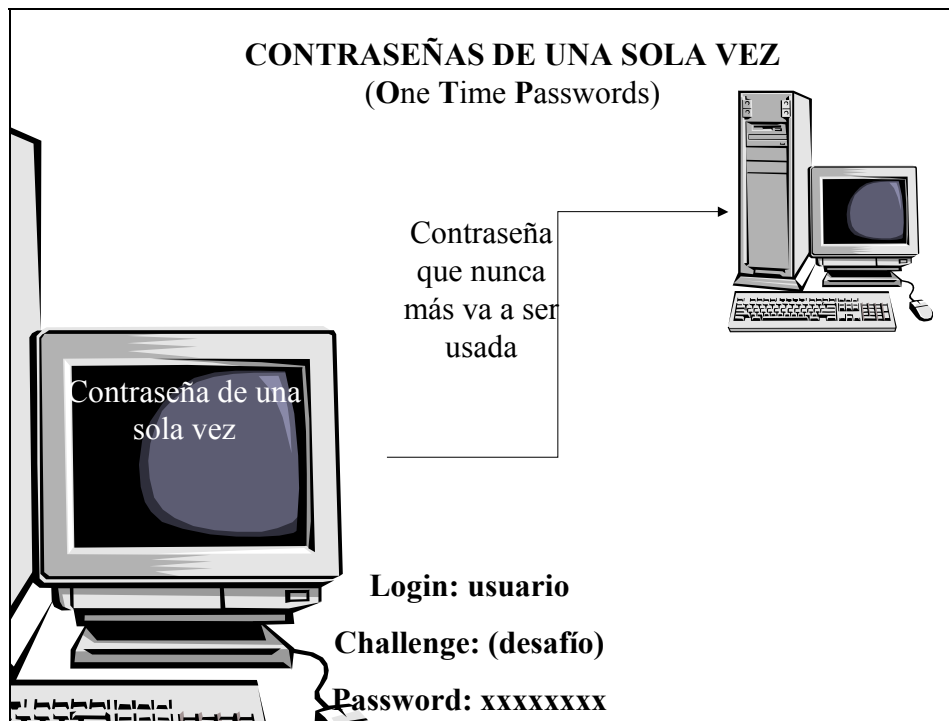 CONTRASEÑAS DE UNA SOLA VEZ
(One Time Passwords)
Contraseña
que nunca
más va a ser
usada
Contraseña de una
sola vez
Login: usuario
Challenge: (desafío)
Password: xxxxxxxx